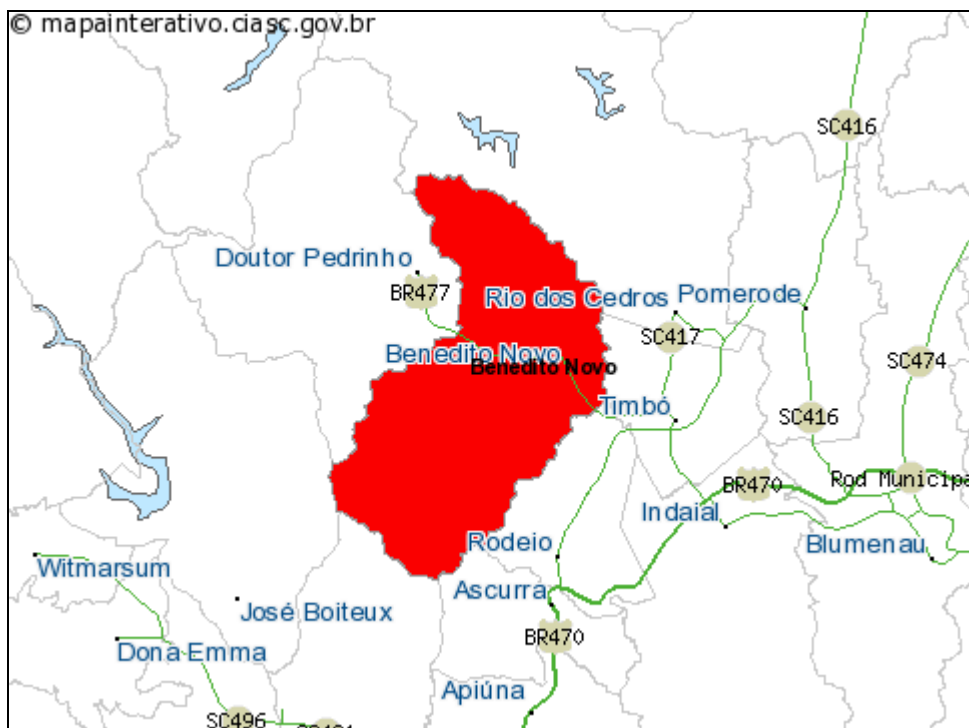 © mapainterativo.ciasc.gov.br
SC416
Doutor Pedrinho
BR477
Rio dos Cedros
Pomerode
SC417
Benedito Novo
Benedito Novo
SC474
Timbó
SC416
BR470
Rod Municipa
Indaial
Rodeio
Blumenau
Witmarsum
Ascurra
José Boiteux
BR470
Dona Emma
Apiúna
SC496